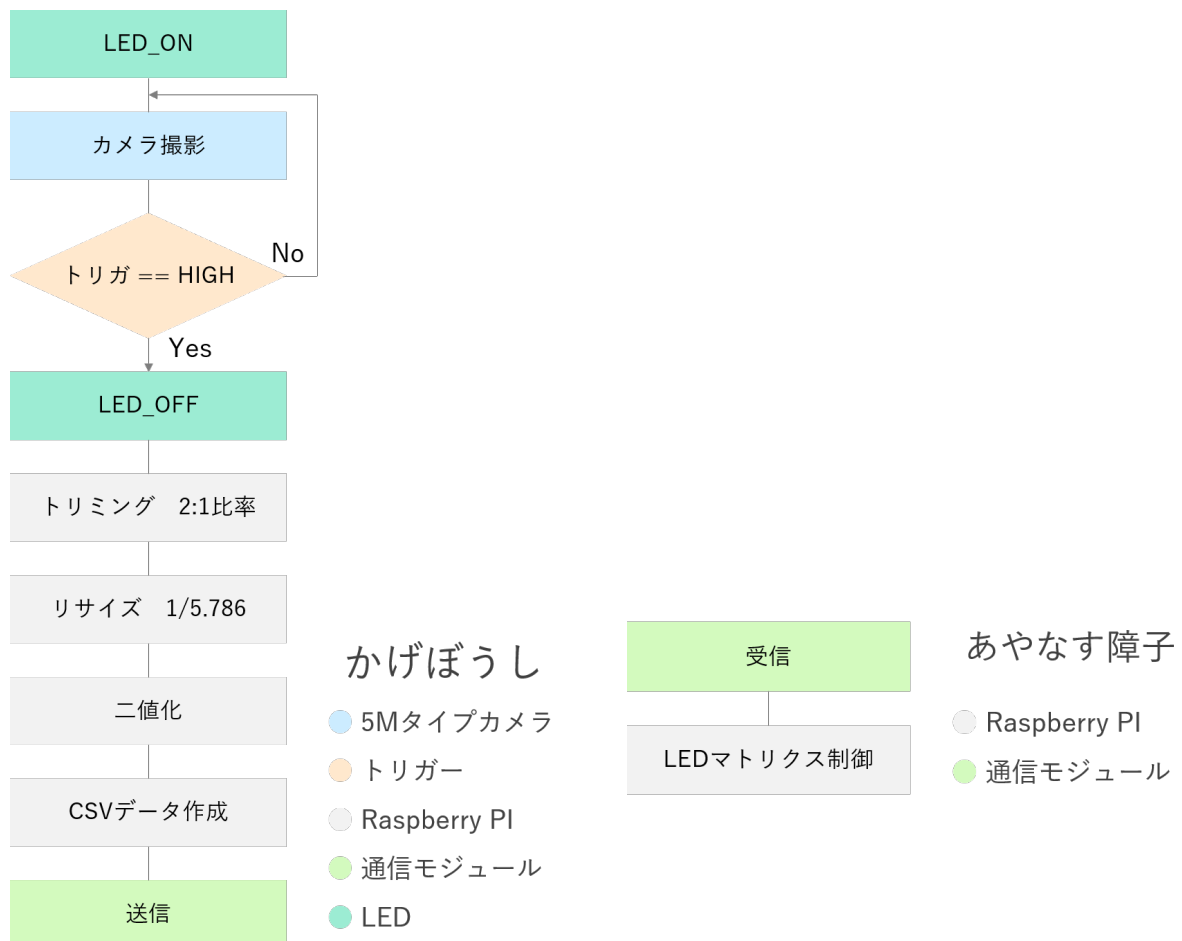 LED_ON
カメラ撮影
トリガ == HIGH
No
Yes
LED_OFF
トリミング　2:1比率
リサイズ　1/5.786
二値化
CSVデータ作成
送信
かげぼうし
5Mタイプカメラ
トリガー
Raspberry PI
通信モジュール
LED
受信
LEDマトリクス制御
あやなす障子
Raspberry PI
通信モジュール